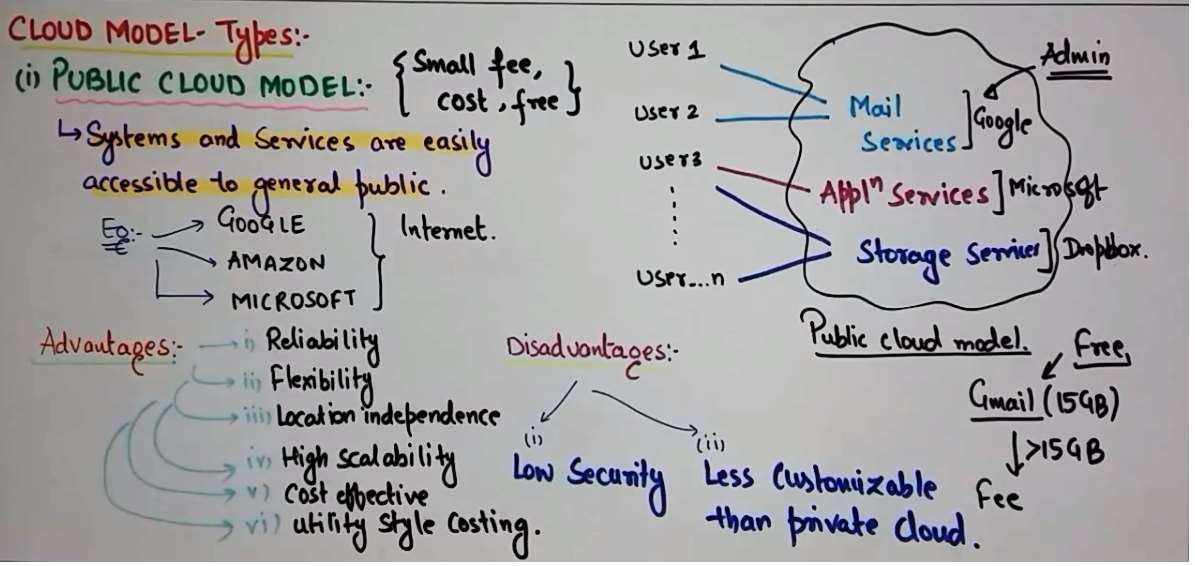 CLOUD MODEL- Types:-
(i) PUBLIC CLOUD MODEL:- {Small fee,
cost, free}
↳ Systems and Services are easily
accessible to general public.
Eg:- → GOOGLE
→ AMAZON
→ MICROSOFT
Internet.
User 1
User 2
User 3
User...n
Admin
Mail
Services] Google
Appl^n Services] Microsoft
Storage Services] Dropbox.
Public cloud model.
Advantages:- → i) Reliability
→ ii) Flexibility
→ iii) Location independence
→ iv) High scalability
→ v) Cost effective
→ vi) utility style costing.
Disadvantages:-
(i)
Low Security
(ii)
Less Customizable
than private cloud.
Free,
Gmail (15GB)
↓ >15GB
Fee